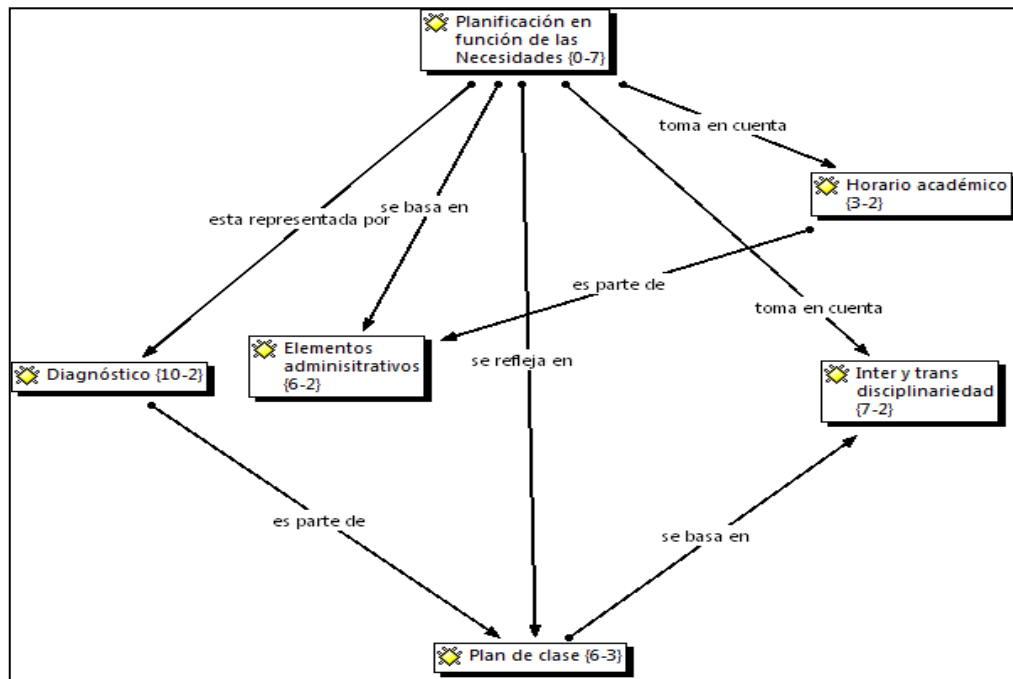 Planificación en
función de las
Necesidades {0-7}
toma en cuenta
Horario académico
{3-2}
se basa en
esta representada por
es parte de
toma en cuenta
Elementos
adminisitrativos
{6-2}
se refleja en
Diagnóstico {10-2}
Inter y trans
disciplinariedad
{7-2}
es parte de
se basa en
Plan de clase {6-3}